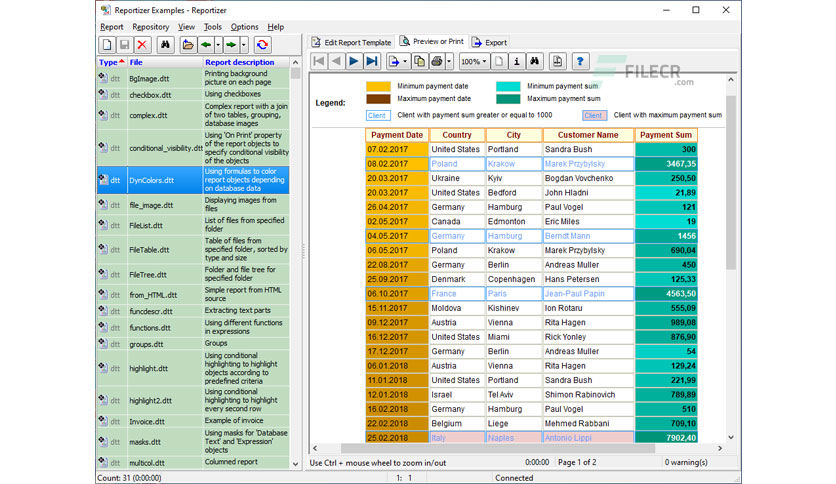 Reportizer Examples - Reportizer
Report Repository View Tools Options Help
Edit Report Template Preview or Print Export
100%
FILECR
.com
Type File Report description
dtt BgImage.dtt Printing background
picture on each page
dtt checkbox.dtt Using checkboxes
dtt complex.dtt Complex report with a join
of two tables, grouping,
database images
dtt conditional_visibility.dtt Using 'On Print' property
of the report objects to
specify conditional visibility
of the objects
dtt DynColors.dtt Using formulas to color
report objects depending
on database data
dtt file_image.dtt Displaying images from
files
dtt FileList.dtt List of files from specified
folder
dtt FileTable.dtt Table of files from
specified folder, sorted by
type and size
dtt FileTree.dtt Folder and file tree for
specified folder
dtt from_HTML.dtt Simple report from HTML
source
dtt funcdescr.dtt Extracting text parts
dtt functions.dtt Using different functions
in expressions
dtt groups.dtt Groups
dtt highlight.dtt Using conditional
highlighting to highlight
objects according to
predefined criteria
dtt highlight2.dtt Using conditional
highlighting to highlight
every second row
dtt Invoice.dtt Example of invoice
dtt masks.dtt Using masks for 'Database
Text' and 'Expression'
objects
dtt multicol.dtt Columned report
Legend:
Minimum payment date Minimum payment sum
Maximum payment date Maximum payment sum
Client Client with payment sum greater or equal to 1000 Client Client with maximum payment sum
Payment Date Country City Customer Name Payment Sum
07.02.2017 United States Portland Sandra Bush 300
08.02.2017 Poland Krakow Marek Przybylsky 3467,35
20.03.2017 Ukraine Kyiv Bogdan Vovchenko 250,50
20.03.2017 United States Bedford John Hladni 21,89
26.04.2017 Germany Hamburg Paul Vogel 121
02.05.2017 Canada Edmonton Eric Miles 19
04.05.2017 Germany Hamburg Berndt Mann 1456
06.05.2017 Poland Krakow Marek Przybylsky 690,04
22.08.2017 Germany Berlin Andreas Muller 450
25.09.2017 Denmark Copenhagen Hans Petersen 125,33
06.10.2017 France Paris Jean-Paul Papin 4563,50
15.11.2017 Moldova Kishinev Ion Rotaru 555,09
09.12.2017 Austria Vienna Rita Hagen 989,08
16.12.2017 United States Miami Rick Yonley 876,90
17.12.2017 Germany Berlin Andreas Muller 54
06.01.2018 Austria Vienna Rita Hagen 129,24
11.01.2018 United States Portland Sandra Bush 221,99
12.01.2018 Israel Tel Aviv Shimon Rabinovich 789,89
16.02.2018 Germany Hamburg Paul Vogel 510
22.02.2018 Belgium Liege Mehmed Rabbani 709,10
25.02.2018 Italy Naples Antonio Lippi 7902,40
Use Ctrl + mouse wheel to zoom in/out 0:00:00 Page 1 of 2 0 warning(s)
Count: 31 (0:00:00) 1: 1 Connected